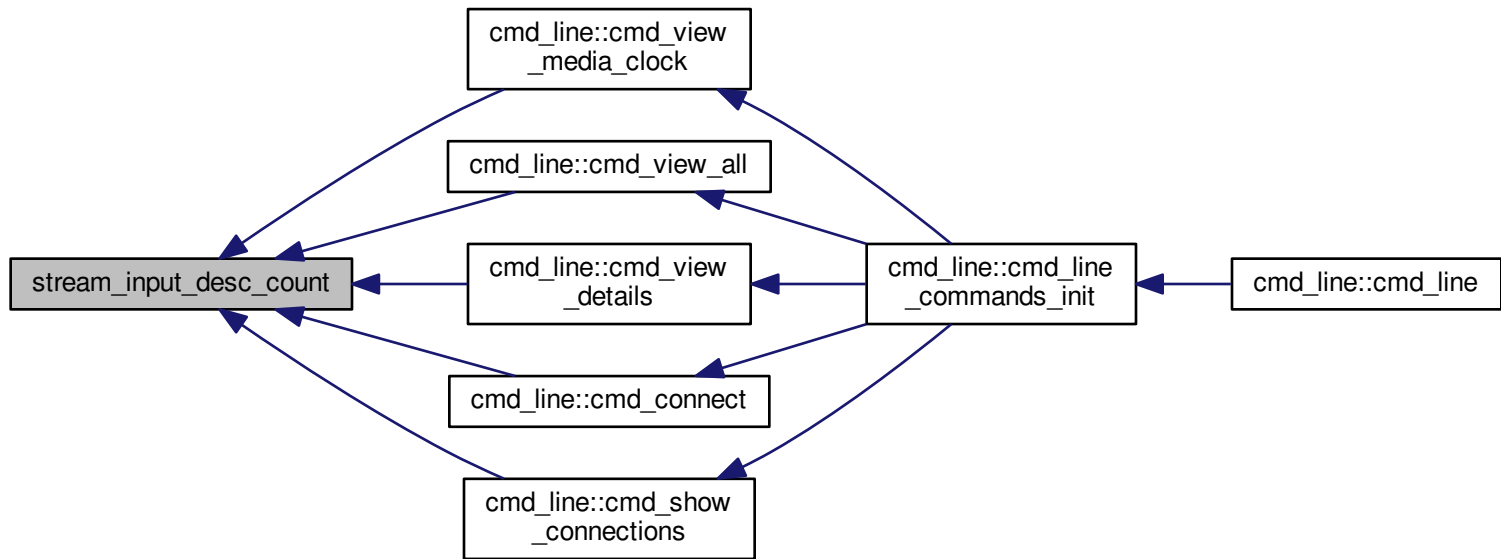 cmd_line::cmd_view
_media_clock
cmd_line::cmd_view_all
stream_input_desc_count
cmd_line::cmd_view
_details
cmd_line::cmd_line
_commands_init
cmd_line::cmd_line
cmd_line::cmd_connect
cmd_line::cmd_show
_connections